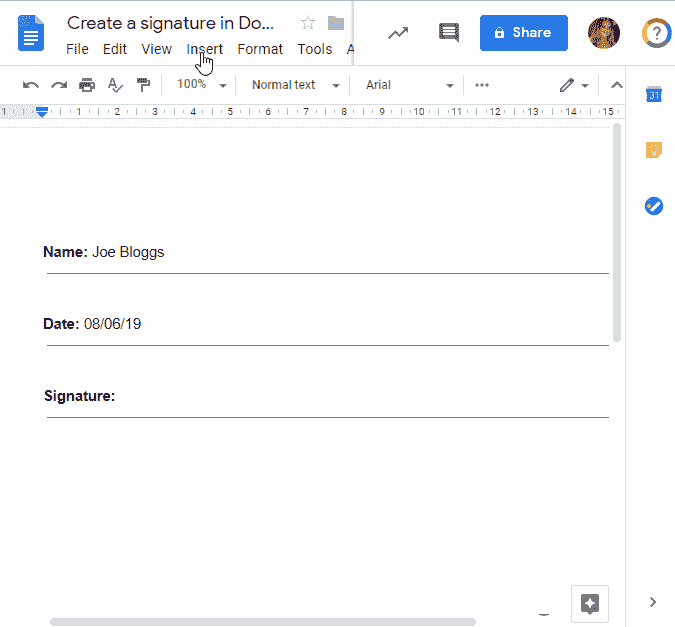 Create a signature in Do...
File Edit View Insert Format Tools A
Share
?
100% Normal text Arial
1 1 2 3 4 5 6 7 8 9 10 11 12 13 14 15
31
Name: Joe Bloggs
Date: 08/06/19
Signature: